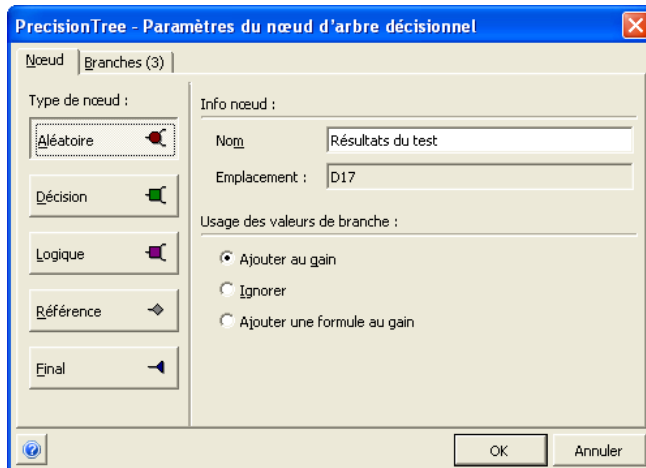 PrecisionTree - Paramètres du nœud d'arbre décisionnel
Nœud
Branches (3)
Type de nœud :
Aléatoire
Décision
Logique
Référence
Final
Info nœud :
Nom
Résultats du test
Emplacement :
D17
Usage des valeurs de branche :
Ajouter au gain
Ignorer
Ajouter une formule au gain
OK
Annuler